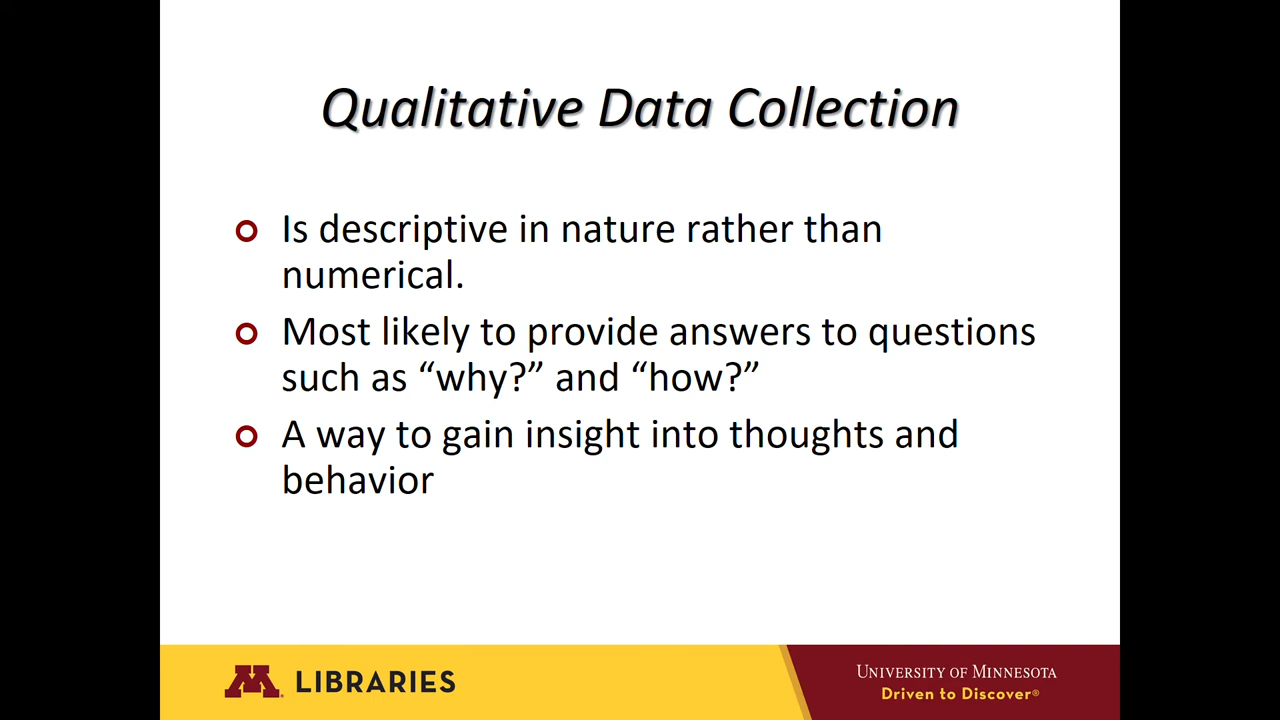 Qualitative Data Collection
Is descriptive in nature rather than
numerical.
Most likely to provide answers to questions
such as “why?” and “how?”
A way to gain insight into thoughts and
behavior
M LIBRARIES
UNIVERSITY OF MINNESOTA
Driven to Discover®